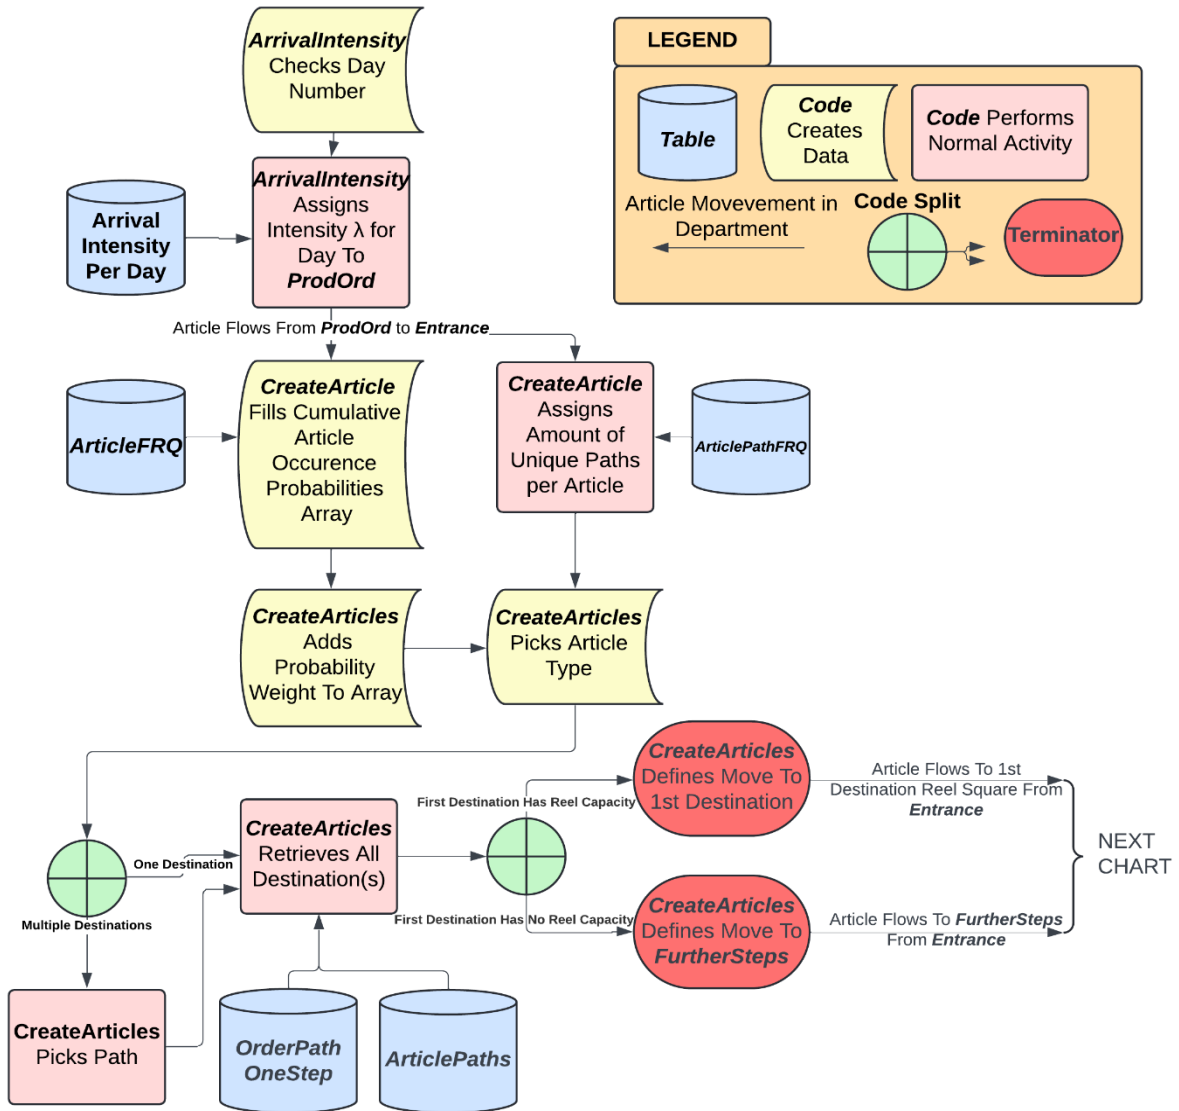 ArrivalIntensity
Checks Day
Number
LEGEND
Table
Code
Creates
Data
Code Performs
Normal Activity
Article Movevement in
Department
Code Split
Terminator
ArrivalIntensity
Assigns
Intensity λ for
Day To
ProdOrd
Arrival
Intensity
Per Day
Article Flows From ProdOrd to Entrance
CreateArticle
Fills Cumulative
Article
Occurence
Probabilities
Array
ArticleFRQ
CreateArticle
Assigns
Amount of
Unique Paths
per Article
ArticlePathFRQ
CreateArticles
Adds
Probability
Weight To Array
CreateArticles
Picks Article
Type
One Destination
Multiple Destinations
CreateArticles
Picks Path
CreateArticles
Retrieves All
Destination(s)
OrderPath
OneStep
ArticlePaths
First Destination Has Reel Capacity
First Destination Has No Reel Capacity
CreateArticles
Defines Move To
1st Destination
Article Flows To 1st
Destination Reel Square From
Entrance
CreateArticles
Defines Move To
FurtherSteps
Article Flows To FurtherSteps
From Entrance
NEXT
CHART